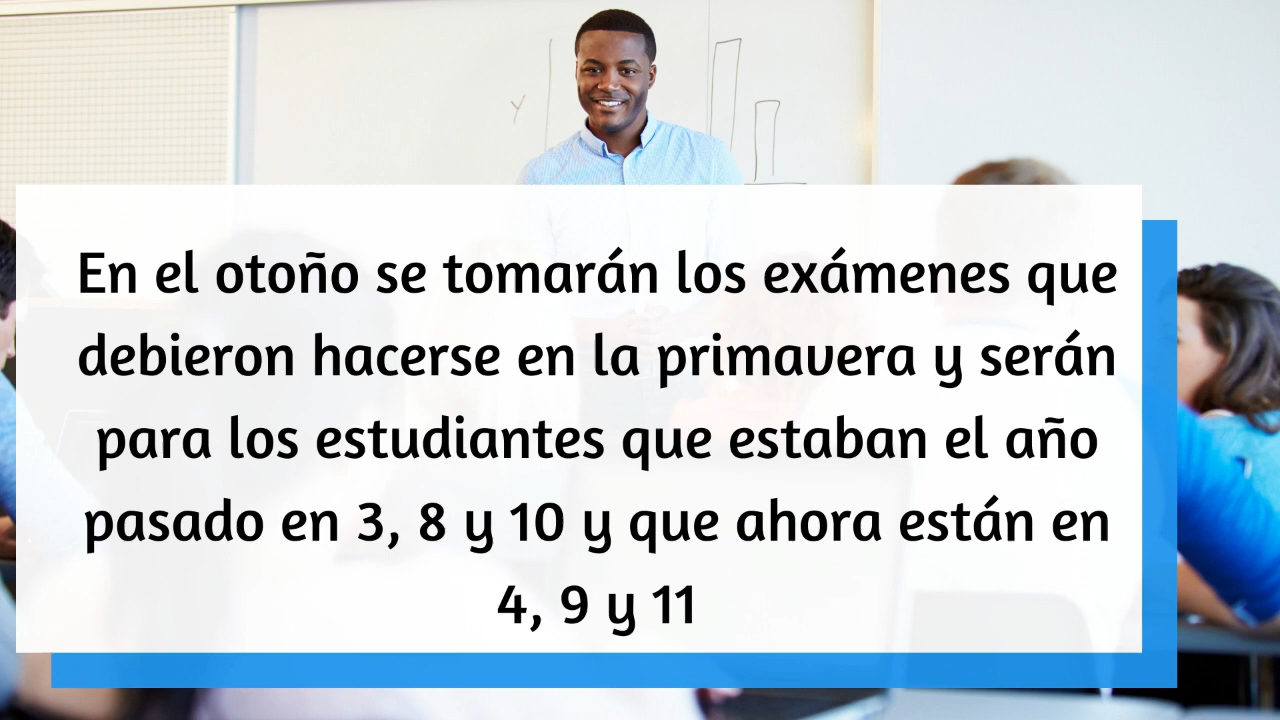 En el otoño se tomarán los exámenes que
debieron hacerse en la primavera y serán
para los estudiantes que estaban el año
pasado en 3, 8 y 10 y que ahora están en
4, 9 y 11